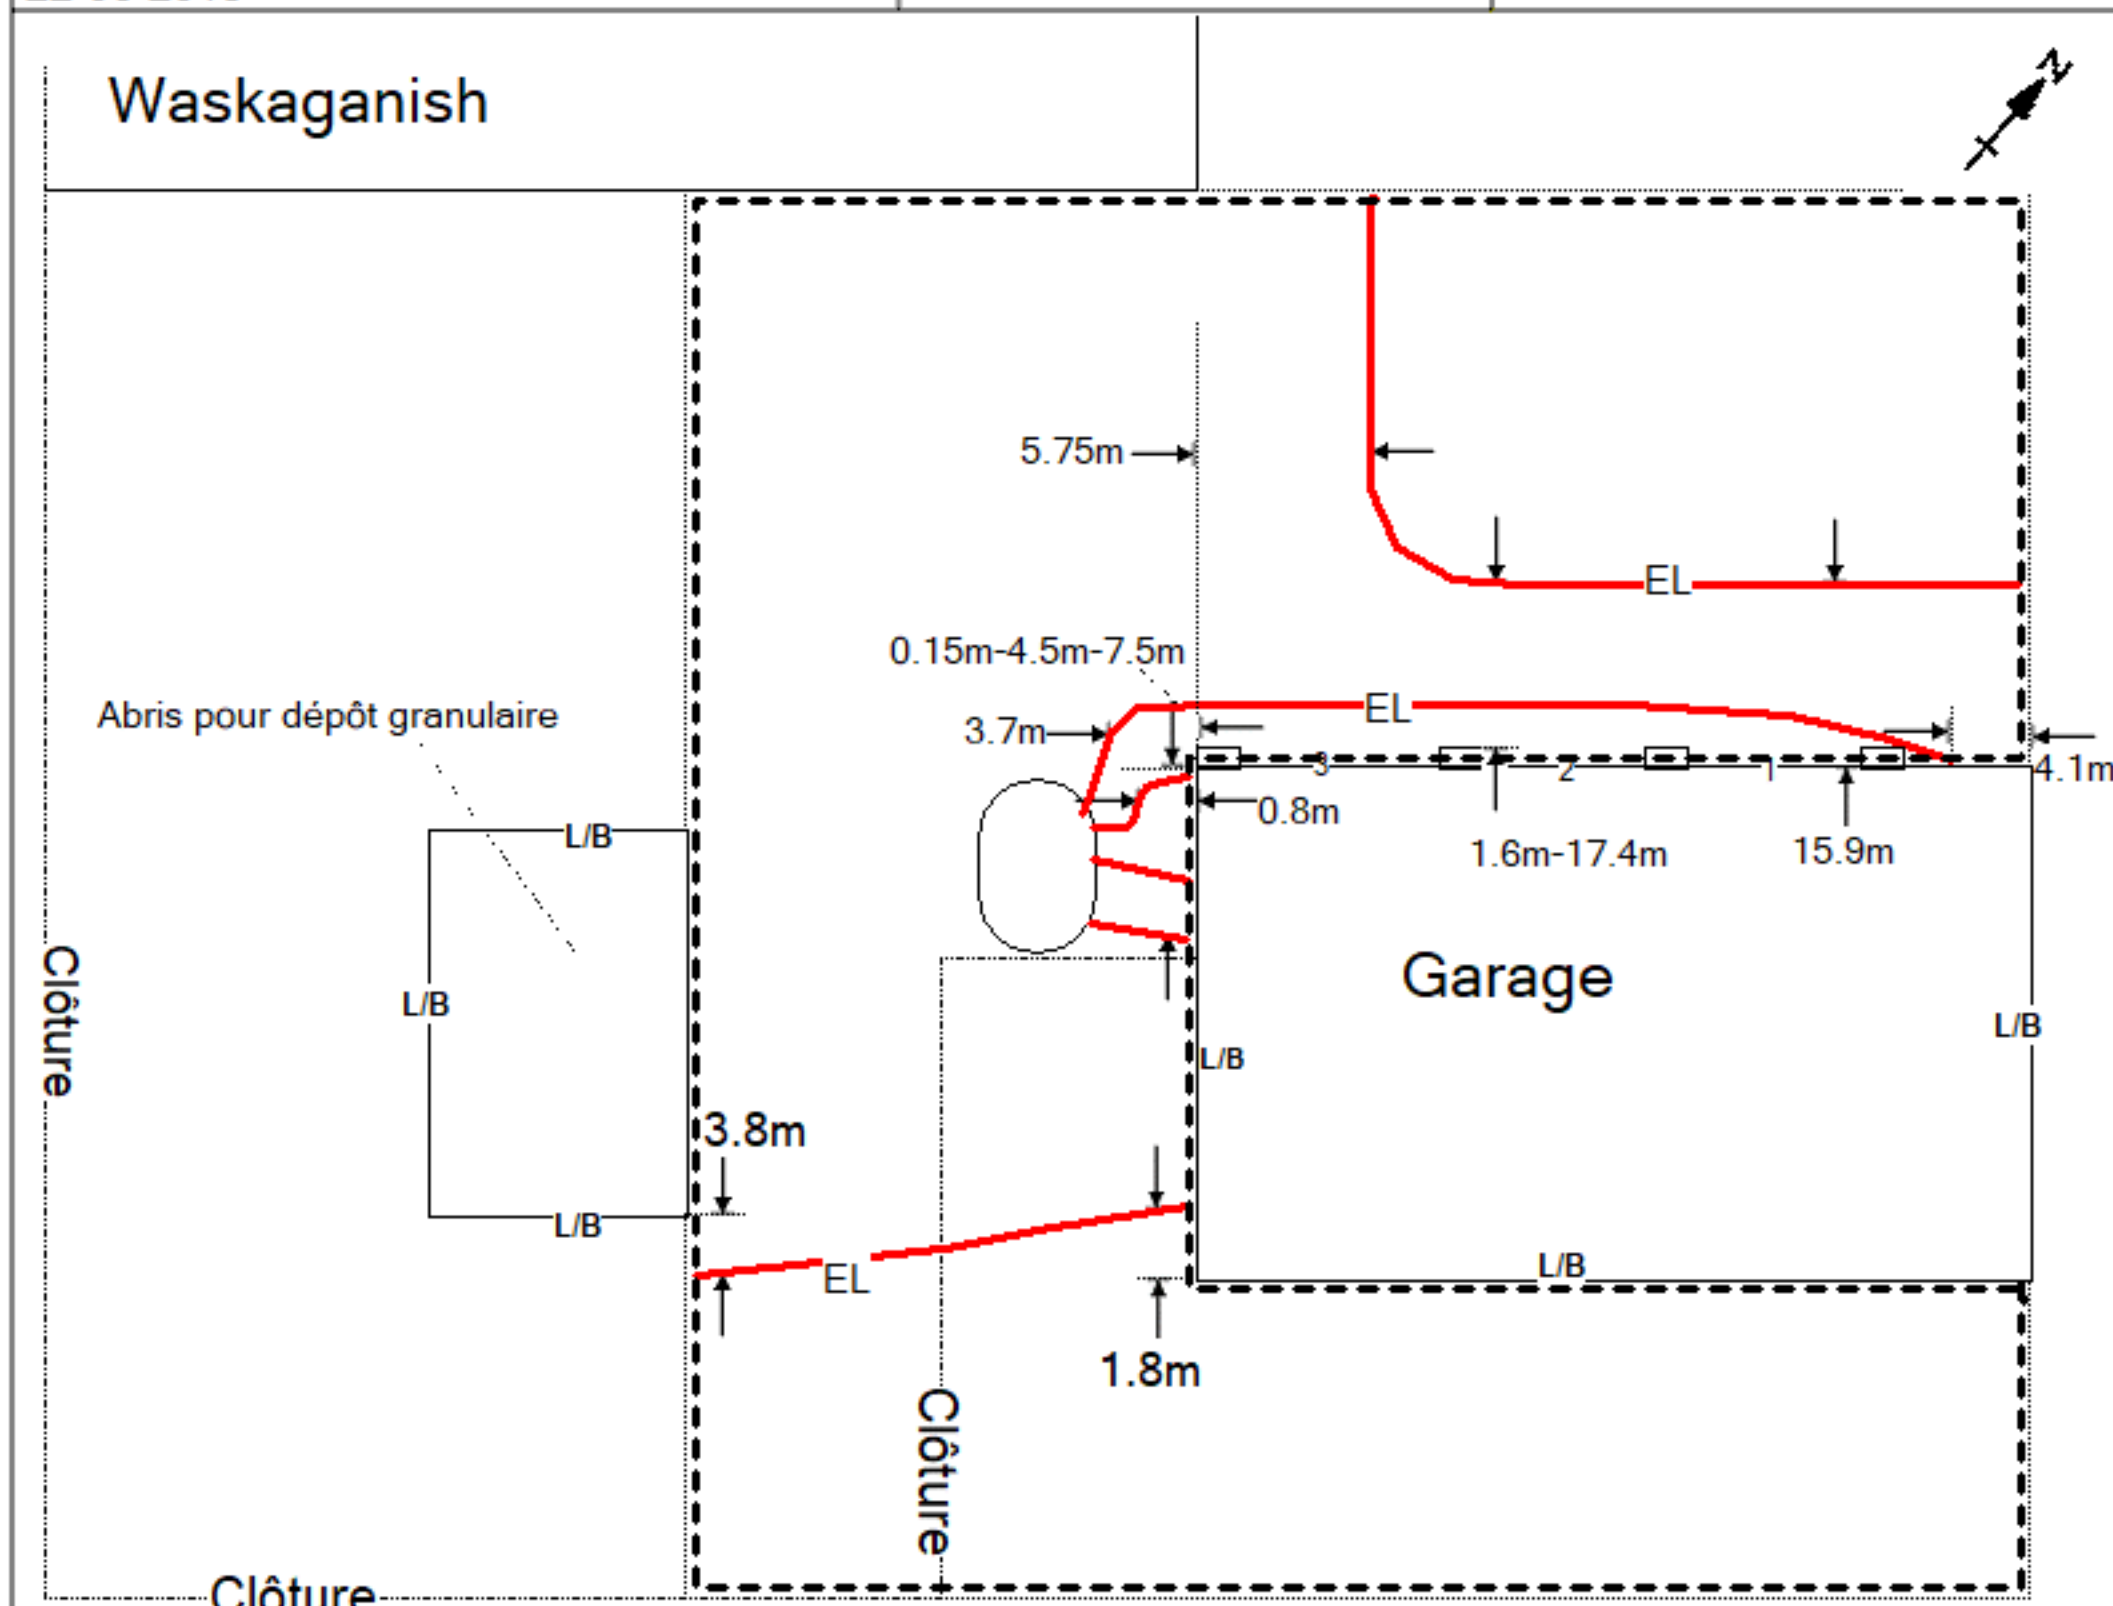 Waskaganish
N
5.75m
EL
0.15m-4.5m-7.5m
EL
3.7m
Abris pour dépôt granulaire
3
2
1
4.1m
0.8m
1.6m-17.4m
15.9m
L/B
Garage
L/B
L/B
L/B
Clôture
3.8m
L/B
EL
L/B
1.8m
Clôture
Clôture